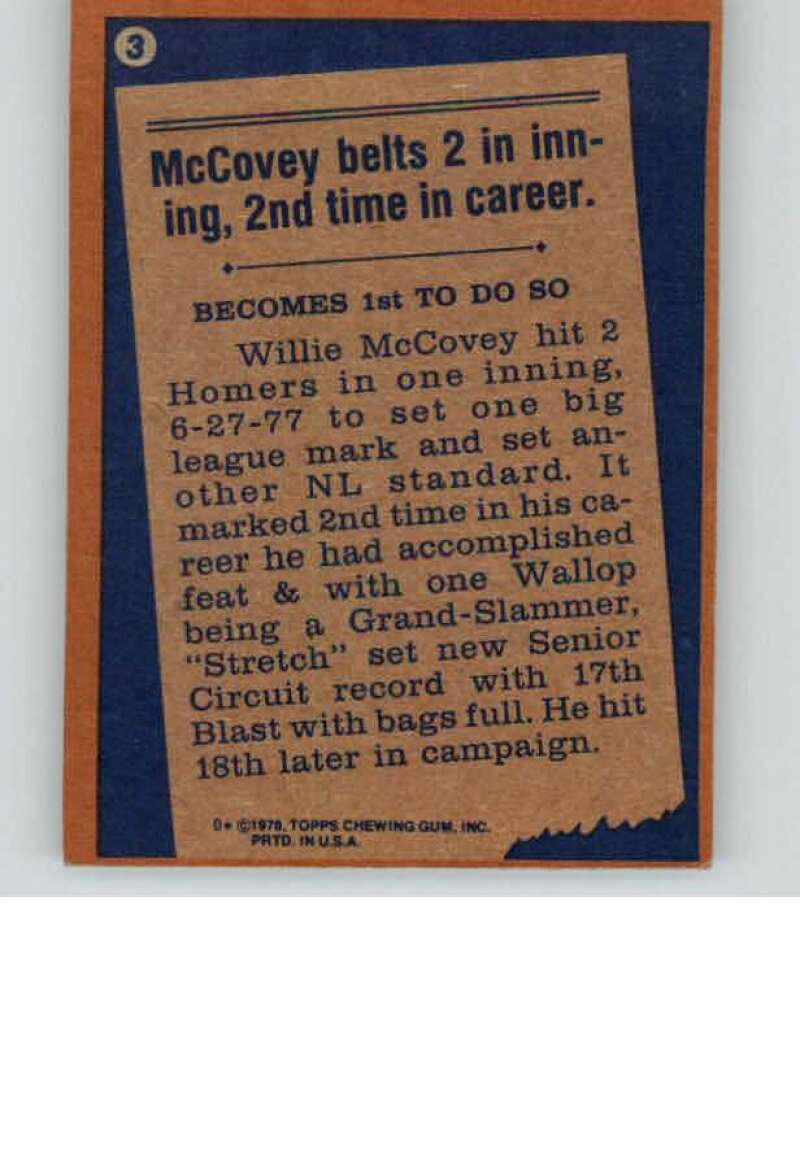 3
McCovey belts 2 in inn-
ing, 2nd time in career.
BECOMES 1st TO DO SO
Willie McCovey hit 2
Homers in one inning,
6-27-77 to set one big
league mark and set an-
other NL standard. It
marked 2nd time in his ca-
reer he had accomplished
feat & with one Wallop
being a Grand-Slammer,
"Stretch" set new Senior
Circuit record with 17th
Blast with bags full. He hit
18th later in campaign.
D* ©1978, TOPPS CHEWING GUM, INC.
PRTD. IN U.S.A.